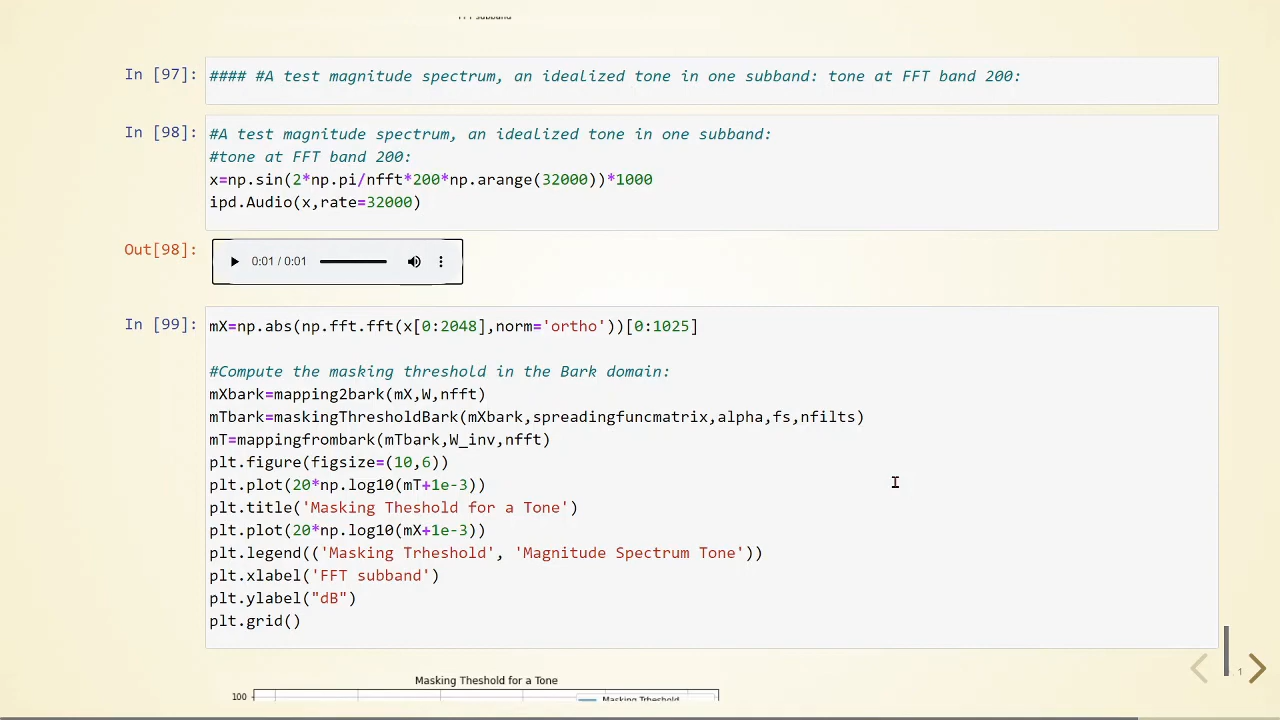 FFT subband
In [97]: #### #A test magnitude spectrum, an idealized tone in one subband: tone at FFT band 200:
In [98]: #A test magnitude spectrum, an idealized tone in one subband:
#tone at FFT band 200:
x=np.sin(2*np.pi/nfft*200*np.arange(32000))*1000
ipd.Audio(x,rate=32000)
Out[98]:
0:01 / 0:01
In [99]: mX=np.abs(np.fft.fft(x[0:2048],norm='ortho'))[0:1025]
#Compute the masking threshold in the Bark domain:
mXbark=mapping2bark(mX,W,nfft)
mTbark=maskingThresholdBark(mXbark,spreadingfuncmatrix,alpha,fs,nfilts)
mT=mappingfrombark(mTbark,W_inv,nfft)
plt.figure(figsize=(10,6))
plt.plot(20*np.log10(mT+1e-3))
plt.title('Masking Theshold for a Tone')
plt.plot(20*np.log10(mX+1e-3))
plt.legend(('Masking Trheshold', 'Magnitude Spectrum Tone'))
plt.xlabel('FFT subband')
plt.ylabel("dB")
plt.grid()
Masking Theshold for a Tone
100
Masking Trheshold
1